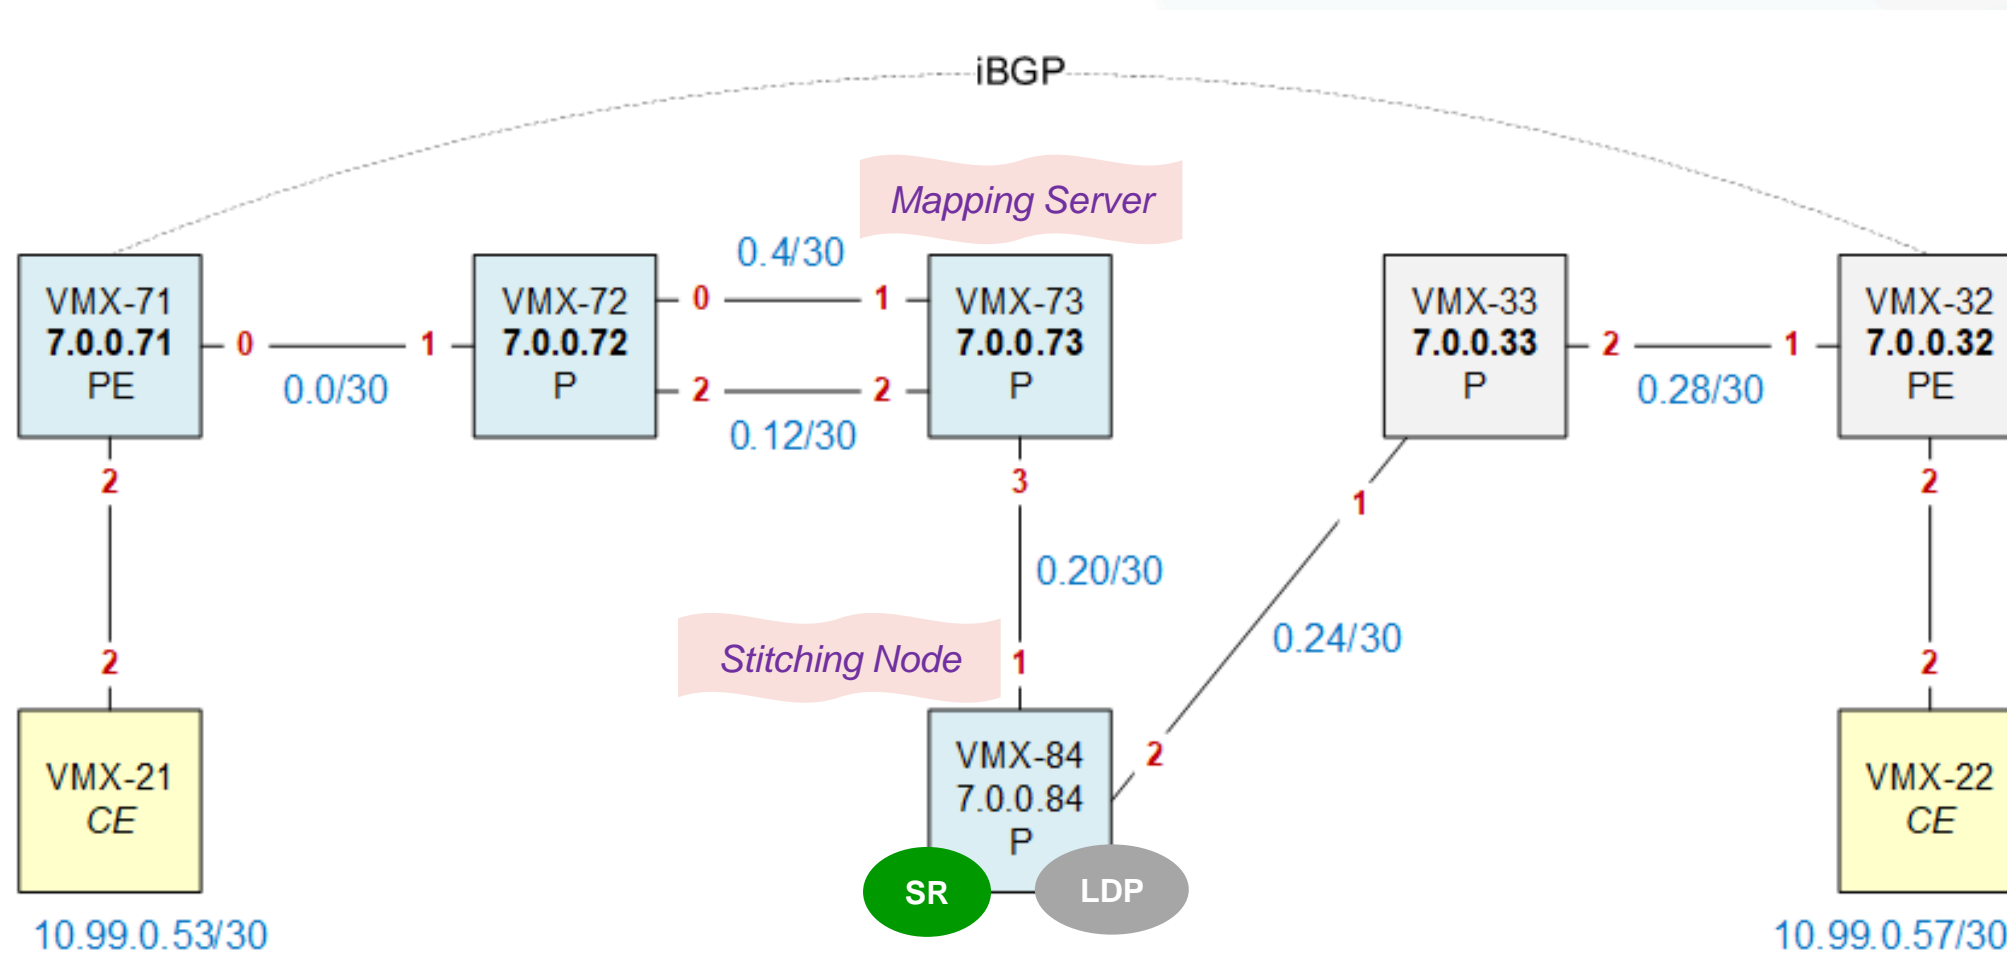 iBGP
Mapping Server
0.4/30
VMX-71
7.0.0.71
PE
0
1
0.0/30
VMX-72
7.0.0.72
P
0
1
2
2
0.12/30
VMX-73
7.0.0.73
P
VMX-33
7.0.0.33
P
2
1
0.28/30
VMX-32
7.0.0.32
PE
2
3
1
2
0.20/30
0.24/30
Stitching Node
2
1
2
2
VMX-21
CE
VMX-84
7.0.0.84
P
SR
LDP
VMX-22
CE
10.99.0.53/30
10.99.0.57/30